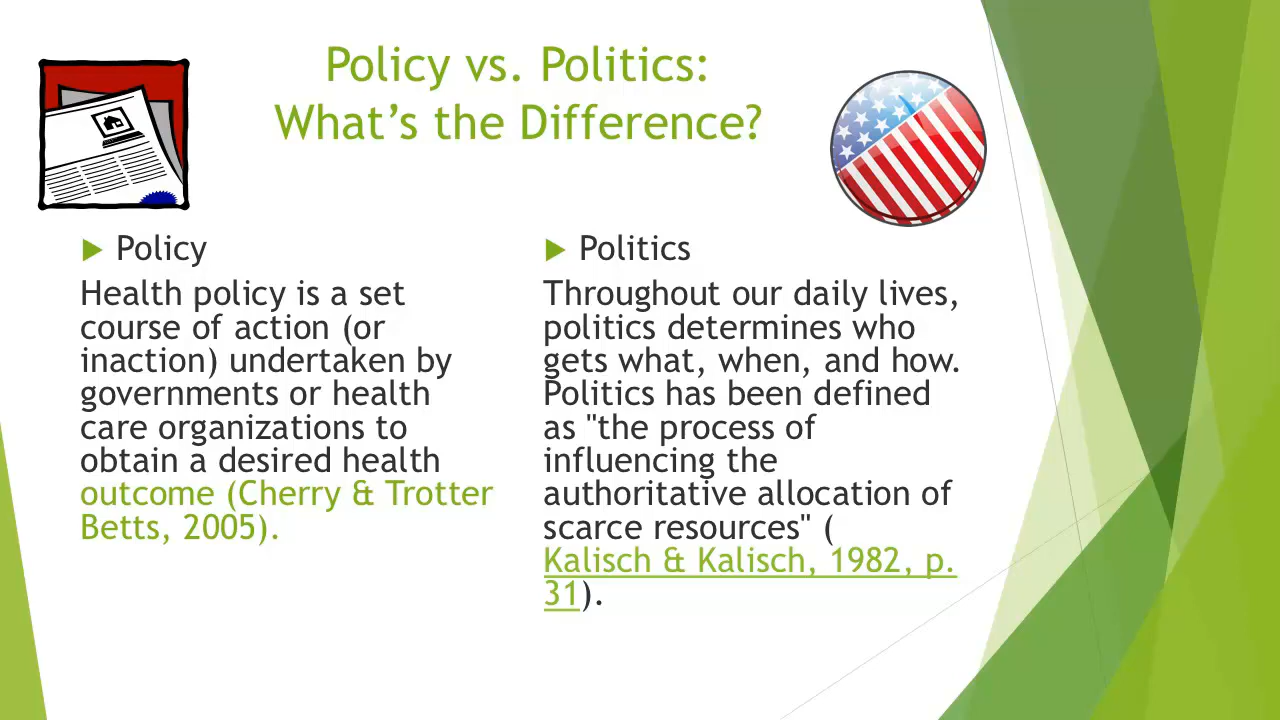 Policy vs. Politics:
What’s the Difference?
Policy
Health policy is a set
course of action (or
inaction) undertaken by
governments or health
care organizations to
obtain a desired health
outcome (Cherry & Trotter
Betts, 2005).
Politics
Throughout our daily lives,
politics determines who
gets what, when, and how.
Politics has been defined
as "the process of
influencing the
authoritative allocation of
scarce resources" (
Kalisch & Kalisch, 1982, p.
31).